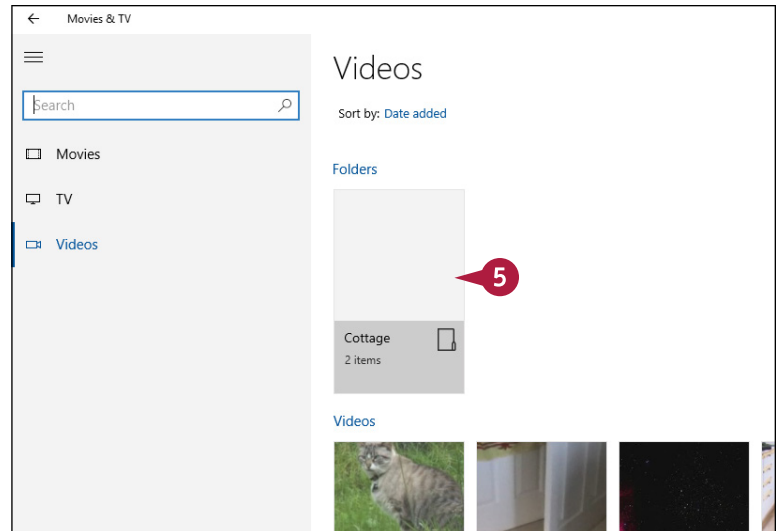 Movies & TV
Search
Movies
TV
Videos
Videos
Sort by: Date added
Folders
5
Cottage
2 items
Videos